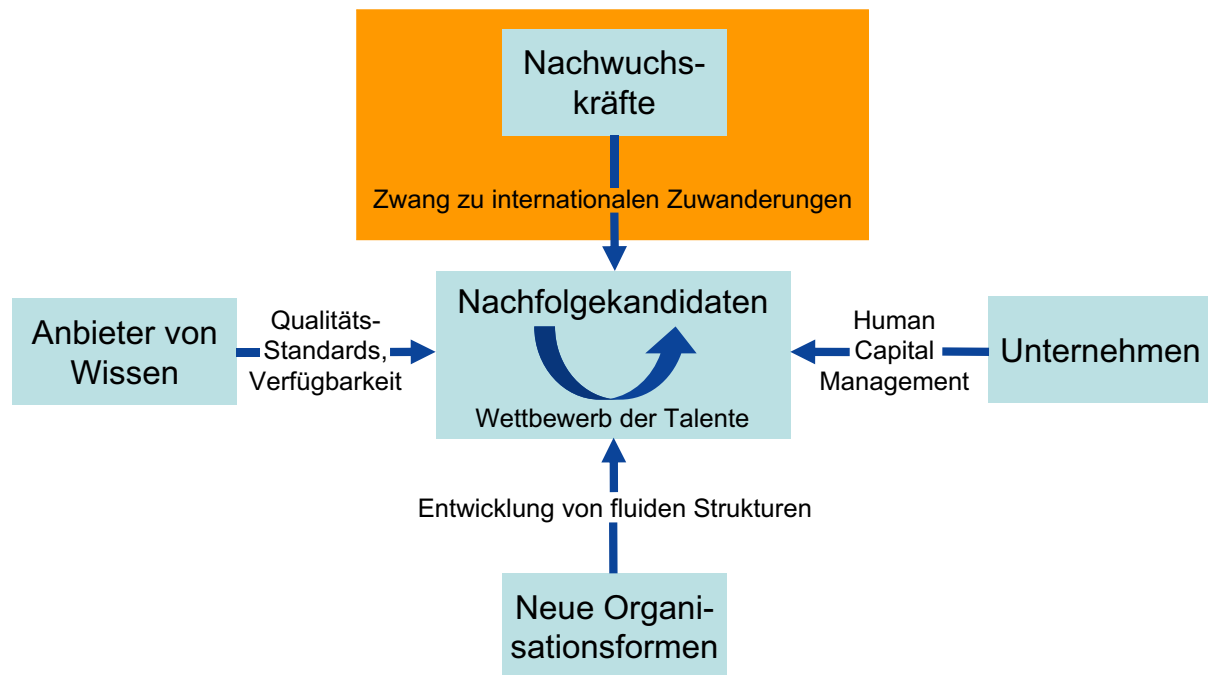 Nachwuchs-
kräfte
Zwang zu internationalen Zuwanderungen
Anbieter von
Wissen
Qualitäts-
Standards,
Verfügbarkeit
Nachfolgekandidaten
Wettbewerb der Talente
Human
Capital
Management
Unternehmen
Entwicklung von fluiden Strukturen
Neue Organi-
sationsformen